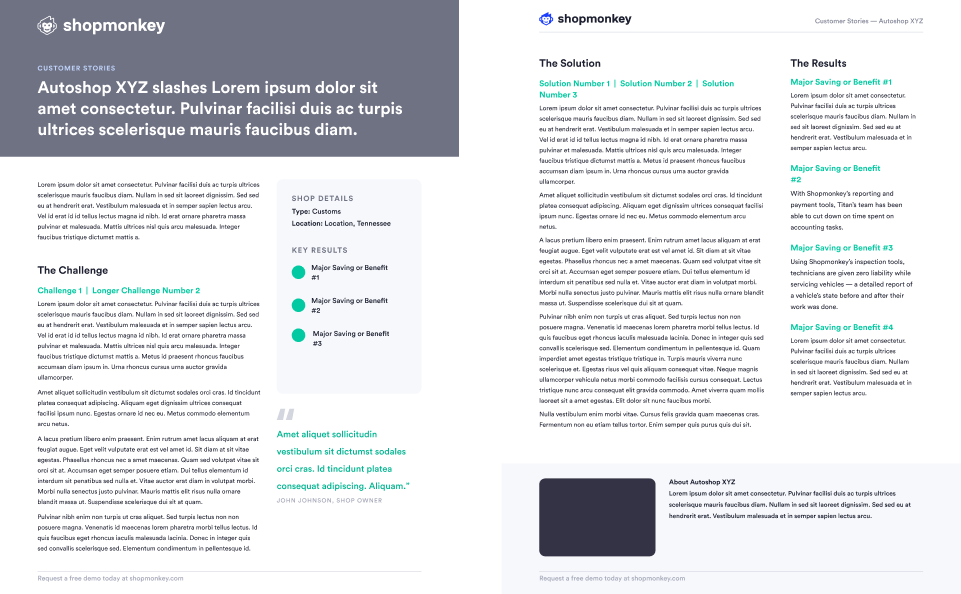 shopmonkey
CUSTOMER STORIES
Autoshop XYZ slashes Lorem ipsum dolor sit
amet consectetur. Pulvinar facilisi duis ac turpis
ultrices scelerisque mauris faucibus diam.
Lorem ipsum dolor sit amet consectetur. Pulvinar facilisi duis ac turpis ultrices
scelerisque mauris faucibus diam. Nullam in sed sit laoreet dignissim. Sed sed
eu at hendrerit erat. Vestibulum malesuada et in semper sapien lectus arcu.
Vel id erat id id tellus lectus magna id nibh. Id erat ornare pharetra massa
pulvinar et malesuada. Mattis ultrices nisl quis arcu malesuada. Integer
faucibus tristique dictumst mattis a.
The Challenge
Challenge 1 | Longer Challenge Number 2
Lorem ipsum dolor sit amet consectetur. Pulvinar facilisi duis ac turpis ultrices
scelerisque mauris faucibus diam. Nullam in sed sit laoreet dignissim. Sed sed
eu at hendrerit erat. Vestibulum malesuada et in semper sapien lectus arcu.
Vel id erat id id tellus lectus magna id nibh. Id erat ornare pharetra massa
pulvinar et malesuada. Mattis ultrices nisl quis arcu malesuada. Integer
faucibus tristique dictumst mattis a. Metus id praesent rhoncus faucibus
accumsan diam ipsum in. Urna rhoncus cursus aurtor gravida
ullamcorper.
Amet aliquet sollicitudin vestibulum sit dictumst sodales orci cras. Id tincidunt
platea consequat adipiscing. Aliquam eget dignissim ultrices consequat
facilisi ipsum nunc. Egestas ornare id nec eu. Metus commodo elementum
arcu netus.
A lacus pretium libero enim praesent. Enim rutrum amet lacus at arcu feugiat
augue. Eget velit vulputate erat et mauris id orci id. Sit diam at sit vitae
egestas. Phasellus rhoncus nec a amet mauris. Quam sed volutpat vitae sit
orci sit at. Accumsan eget semper posuere etiam. Dui tellus elementum id
interdum sit pulvinar. Vitae auctor erat diam in volutpat morbi.
Morbi nulla senectus justo pulvinar. Mauris elit risus nulla ornare
blandit massa ut. Suspendisse scelerisque dui sit at quam.
Pulvinar nibh enim non turpis ut cras aliquet. Sed turpis lectus non non
posuere magna. Venenatis id maecenas lorem pharetra morbi tellus lectus. Id
quis faucibus eget rhoncus iaculis lacinia. Donec in integer quis
sed convallis scelerisque sed. Elementum condimentum in pellentesque id.
SHOP DETAILS
Type: Customs
Location: Location, Tennessee
KEY RESULTS
Major Saving or Benefit
#1
Major Saving or Benefit
#2
Major Saving or Benefit
#3
Amet aliquet sollicitudin
vestibulum sit dictumst sodales
orci cras. Id tincidunt platea
consequat adipiscing. Aliquam."
JOHN JOHNSON, SHOP OWNER
Request a free demo today at shopmonkey.com
shopmonkey
Customer Stories — Autoshop XYZ
The Solution
Solution Number 1 | Solution Number 2 | Solution
Number 3
Lorem ipsum dolor sit amet consectetur. Pulvinar facilisi duis ac turpis ultrices
scelerisque mauris faucibus diam. Nullam in sed sit laoreet dignissim. Sed sed
eu at hendrerit erat. Vestibulum malesuada et in semper sapien lectus arcu.
Vel id erat id id tellus lectus magna id nibh. Id erat ornare pharetra massa
pulvinar et malesuada. Mattis ultrices nisl quis arcu malesuada. Integer
faucibus tristique dictumst mattis a. Metus id praesent rhoncus faucibus
accumsan diam ipsum in. Urna rhoncus cursus aurtor gravida
ullamcorper.
Amet aliquet sollicitudin vestibulum sit dictumst sodales orci cras. Id tincidunt
platea consequat adipiscing. Aliquam eget dignissim ultrices consequat facilisi
ipsum nunc. Egestas ornare id nec eu. Metus commodo elementum arcu
netus.
A lacus pretium libero enim praesent. Enim rutrum amet lacus at arcu
feugiat augue. Eget velit vulputate erat et mauris id orci id. Sit diam at sit vitae
egestas. Phasellus rhoncus nec a amet mauris. Quam sed volutpat vitae sit
orci sit at. Accumsan eget semper posuere etiam. Dui tellus elementum id
interdum sit pulvinar. Vitae auctor erat diam in volutpat morbi.
Morbi nulla senectus justo pulvinar. Mauris elit risus nulla ornare blandit
massa ut. Suspendisse scelerisque dui sit at quam.
Pulvinar nibh enim non turpis ut cras aliquet. Sed turpis lectus non non
posuere magna. Venenatis id maecenas lorem pharetra morbi tellus lectus. Id
quis faucibus eget rhoncus iaculis lacinia. Donec in integer quis sed
convallis scelerisque sed. Elementum condimentum in pellentesque id. Quam
imperdiet amet egestas tristique tristique in. Turpis mauris viverra nunc
scelerisque et. Egestas risus vel quis aliquam consequat vitae. Neque magnis
ullamcorper vehicula netus morbi commodo facilisis cursus consequat. Lectus
tristique nunc arcu consequat elit gravida commodo. Amet viverra quam mollis
laoreet a amet egestas. Elit dolor sit nunc faucibus morbi.
Nulla vestibulum enim morbi vitae. Cursus felis gravida quam maecenas cras.
Fermentum non eu etiam tellus tortor. Enim semper quis purus quis dui sit.
The Results
Major Saving or Benefit #1
Lorem ipsum dolor sit amet consectetur.
Pulvinar facilisi duis ac turpis ultrices
scelerisque mauris faucibus diam. Nullam in
sed sit laoreet dignissim. Sed sed eu at
hendrerit erat. Vestibulum malesuada et in
semper sapien lectus arcu.
Major Saving or Benefit
#2
With Shopmonkey's reporting and
payment tools, Titan's team has been
able to cut down on time spent on
accounting tasks.
Major Saving or Benefit #3
Using Shopmonkey's inspection tools,
technicians are given zero liability while
servicing vehicles — a detailed report of
a vehicle's state before and after their
work was done.
Major Saving or Benefit #4
Lorem ipsum dolor sit amet consectetur.
Pulvinar facilisi duis ac turpis ultrices
scelerisque mauris faucibus diam. Nullam
in sed sit laoreet dignissim. Sed sed eu at
hendrerit erat. Vestibulum malesuada et in
semper sapien lectus arcu.
About Autoshop XYZ
Lorem ipsum dolor sit amet consectetur. Pulvinar facilisi duis ac turpis ultrices
scelerisque mauris faucibus diam. Nullam in sed sit laoreet dignissim. Sed sed eu at
hendrerit erat. Vestibulum malesuada et in semper sapien lectus arcu.
Request a free demo today at shopmonkey.com